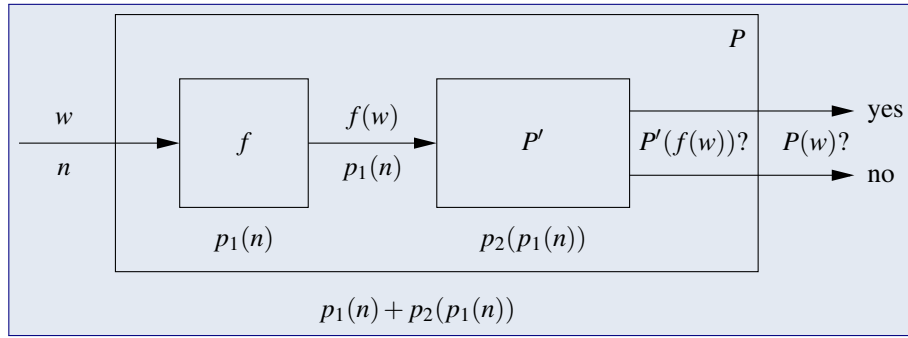 P
w
n
f
f(w)
p₁(n)
P′
P′(f(w))?
P(w)?
yes
no
p₁(n)
p₂(p₁(n))
p₁(n) + p₂(p₁(n))